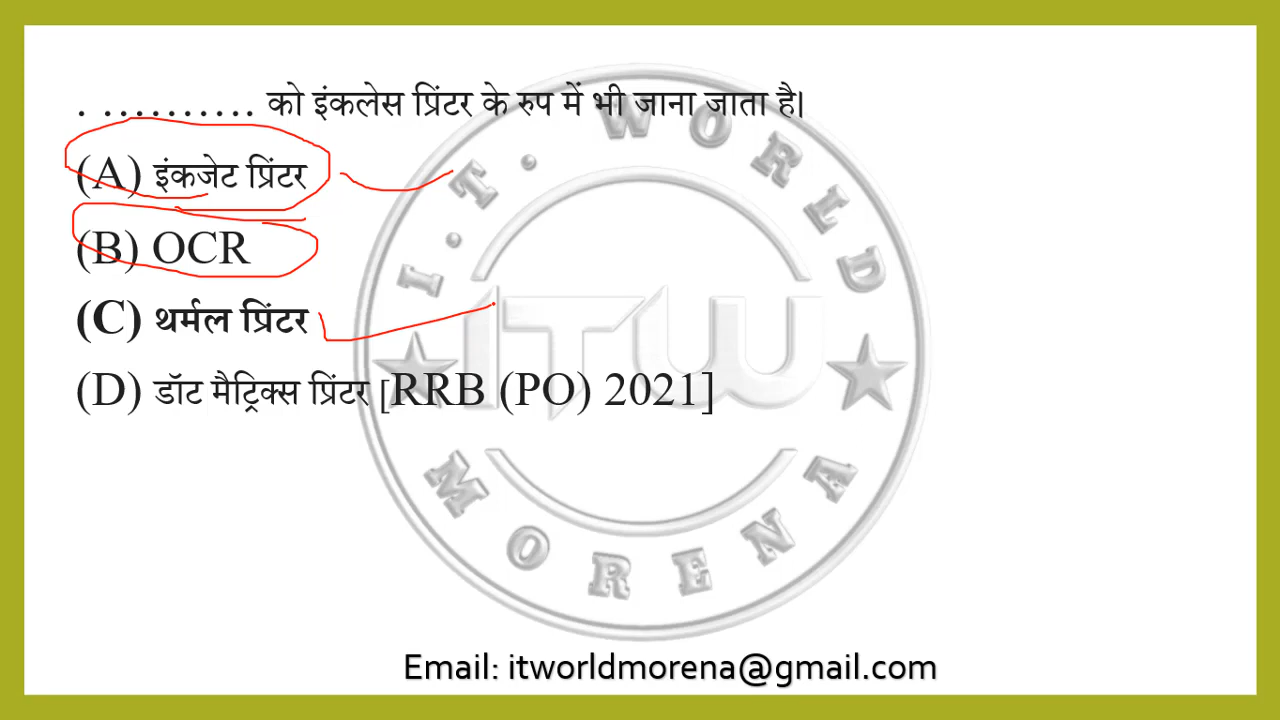 . .......... को इंकलेस प्रिंटर के रुप में भी जाना जाता है।
(A) इंकजेट प्रिंटर
(B) OCR
(C) थर्मल प्रिंटर
(D) डॉट मैट्रिक्स प्रिंटर [RRB (PO) 2021]
I.T. WORLD
ITW
MORENA
Email: itworldmorena@gmail.com